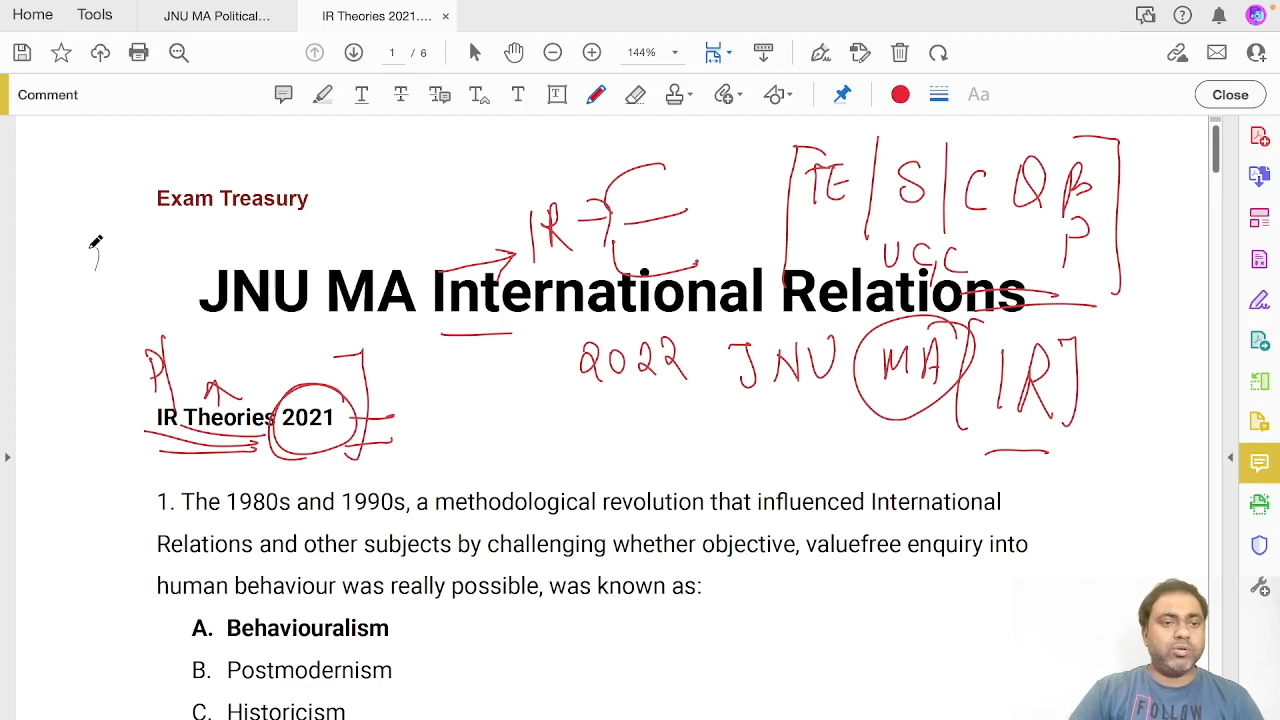 Home Tools JNU MA Political... IR Theories 2021.... ×
1 / 6 144%
Comment Aa Close
Exam Treasury
TE S C Q B
IR
U C, C P
JNU MA International Relations
2022 JNU MA [IR]
P
IR Theories 2021
1. The 1980s and 1990s, a methodological revolution that influenced International
Relations and other subjects by challenging whether objective, valuefree enquiry into
human behaviour was really possible, was known as:
A. Behaviouralism
B. Postmodernism
C. Historicism
FOLLOW